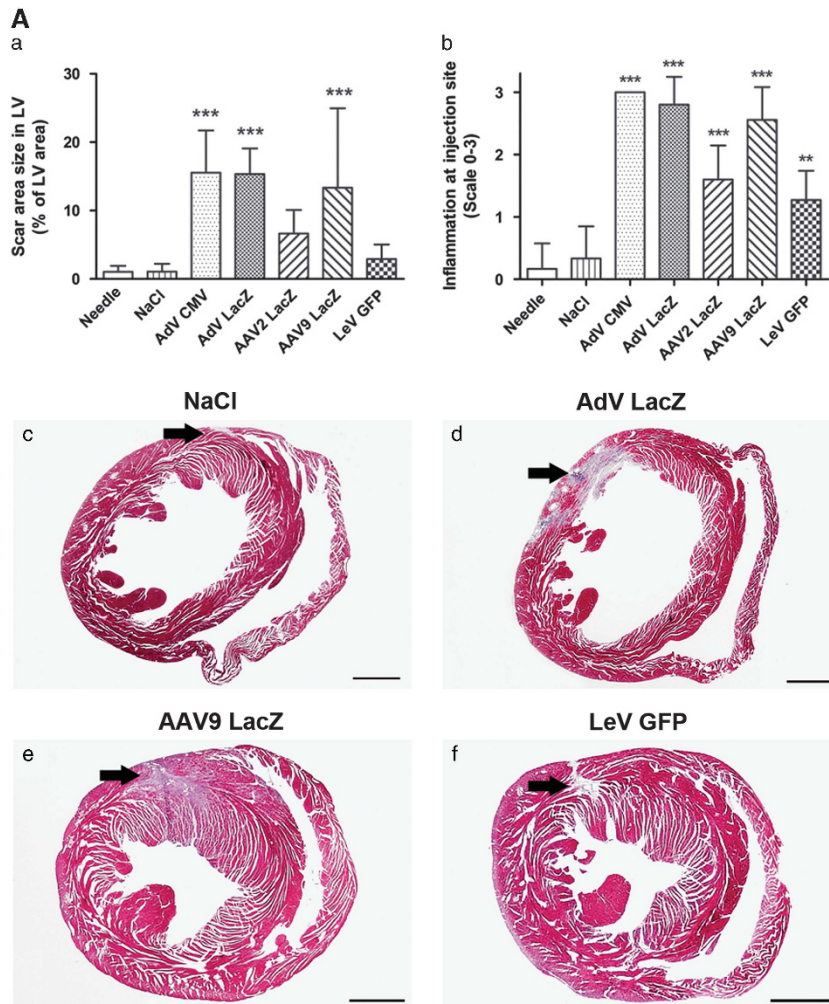 A
a
Scar area size in LV
(% of LV area)
30
20
10
0
***
***
***
Needle
NaCl
AdV CMV
AdV LacZ
AAV2 LacZ
AAV9 LacZ
LeV GFP
b
Inflammation at injection site
(Scale 0-3)
3
2
1
0
***
***
***
***
**
Needle
NaCl
AdV CMV
AdV LacZ
AAV2 LacZ
AAV9 LacZ
LeV GFP
NaCl
c
AdV LacZ
d
AAV9 LacZ
e
LeV GFP
f